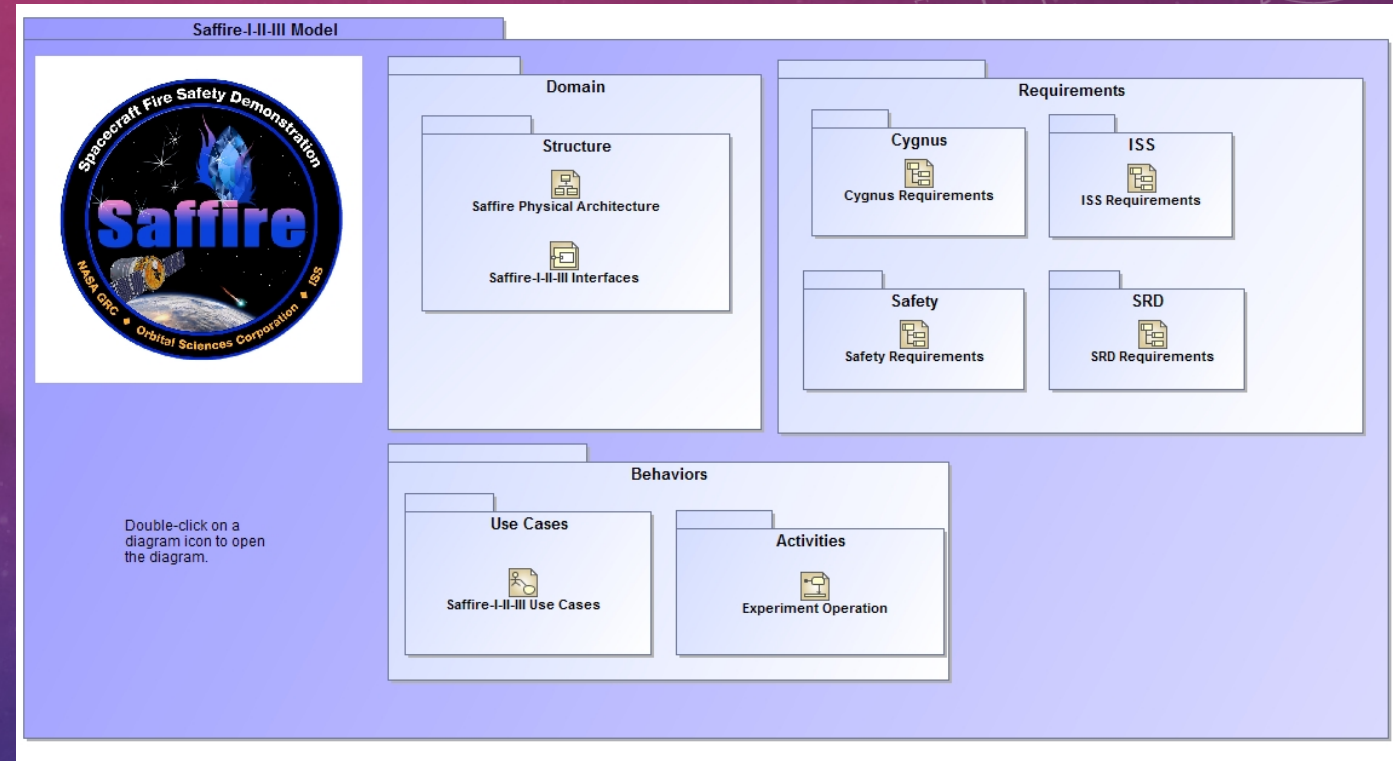 Saffire-I-II-III Model
Spacecraft Fire Safety Demonstration
Saffire
NASA GRC ♦ Orbital Sciences Corporation ♦ ISS
Double-click on a
diagram icon to open
the diagram.
Domain
Structure
Saffire Physical Architecture
Saffire-I-II-III Interfaces
Requirements
Cygnus
Cygnus Requirements
ISS
ISS Requirements
Safety
Safety Requirements
SRD
SRD Requirements
Behaviors
Use Cases
Saffire-I-II-III Use Cases
Activities
Experiment Operation